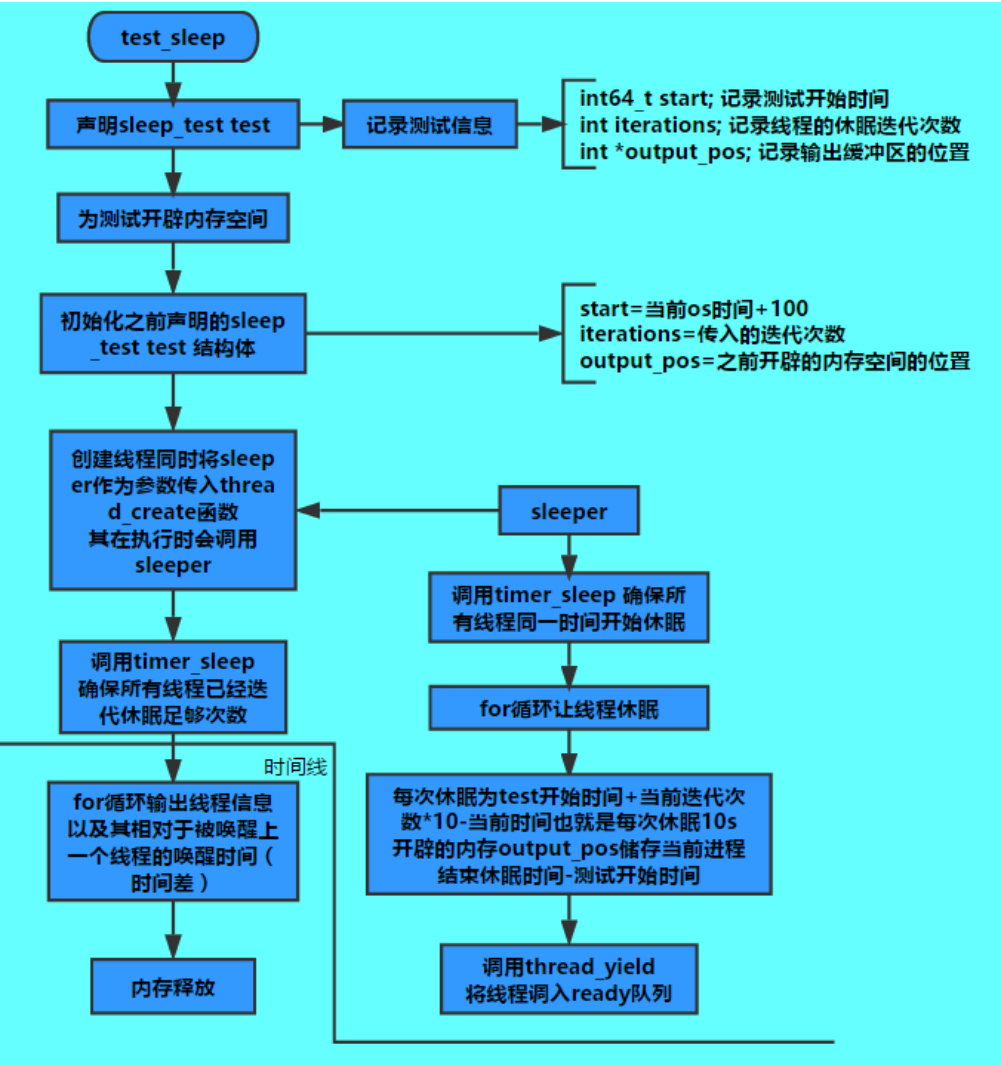 test_sleep
声明sleep_test test
记录测试信息
int64_t start; 记录测试开始时间
int iterations; 记录线程的休眠迭代次数
int *output_pos; 记录输出缓冲区的位置
为测试开辟内存空间
初始化之前声明的sleep
_test test 结构体
start=当前os时间+100
iterations=传入的迭代次数
output_pos=之前开辟的内存空间的位置
创建线程同时将sleep
er作为参数传入threa
d_create函数
其在执行时会调用
sleeper
sleeper
调用timer_sleep 确保所
有线程同一时间开始休眠
调用timer_sleep
确保所有线程已经迭
代休眠足够次数
for循环让线程休眠
时间线
for循环输出线程信息
以及其相对于被唤醒上
一个线程的唤醒时间（
时间差）
每次休眠为test开始时间+当前迭代次
数*10-当前时间也就是每次休眠10s
开辟的内存output_pos储存当前进程
结束休眠时间-测试开始时间
内存释放
调用thread_yield
将线程调入ready队列